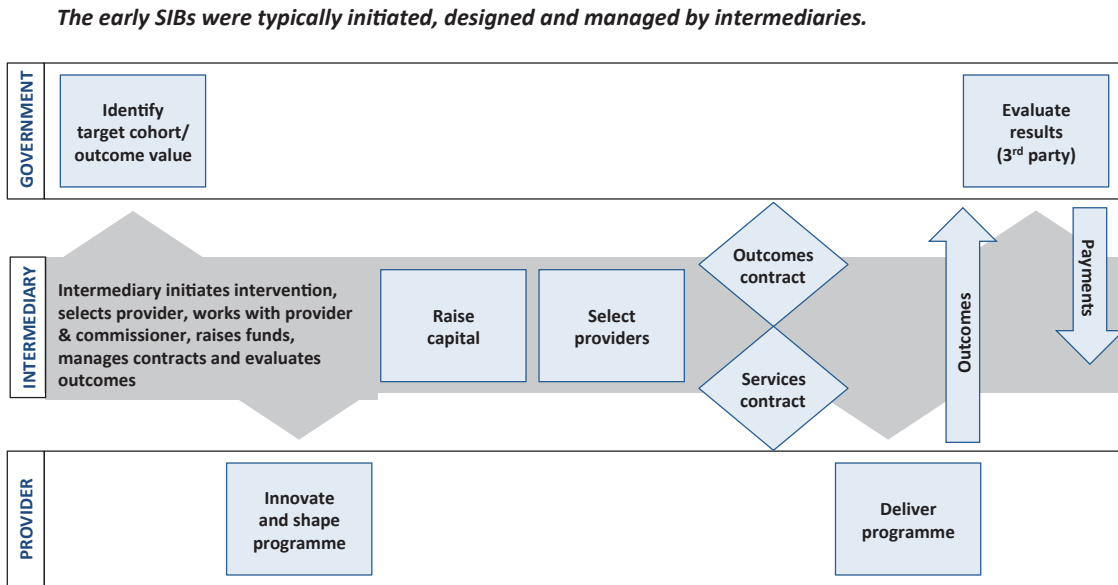 The early SIBs were typically initiated, designed and managed by intermediaries.
GOVERNMENT
Identify
target cohort/
outcome value
Evaluate
results
(3rd party)
INTERMEDIARY
Intermediary initiates intervention,
selects provider, works with provider
& commissioner, raises funds,
manages contracts and evaluates
outcomes
Raise
capital
Select
providers
Outcomes
contract
Services
contract
Outcomes
Payments
PROVIDER
Innovate
and shape
programme
Deliver
programme